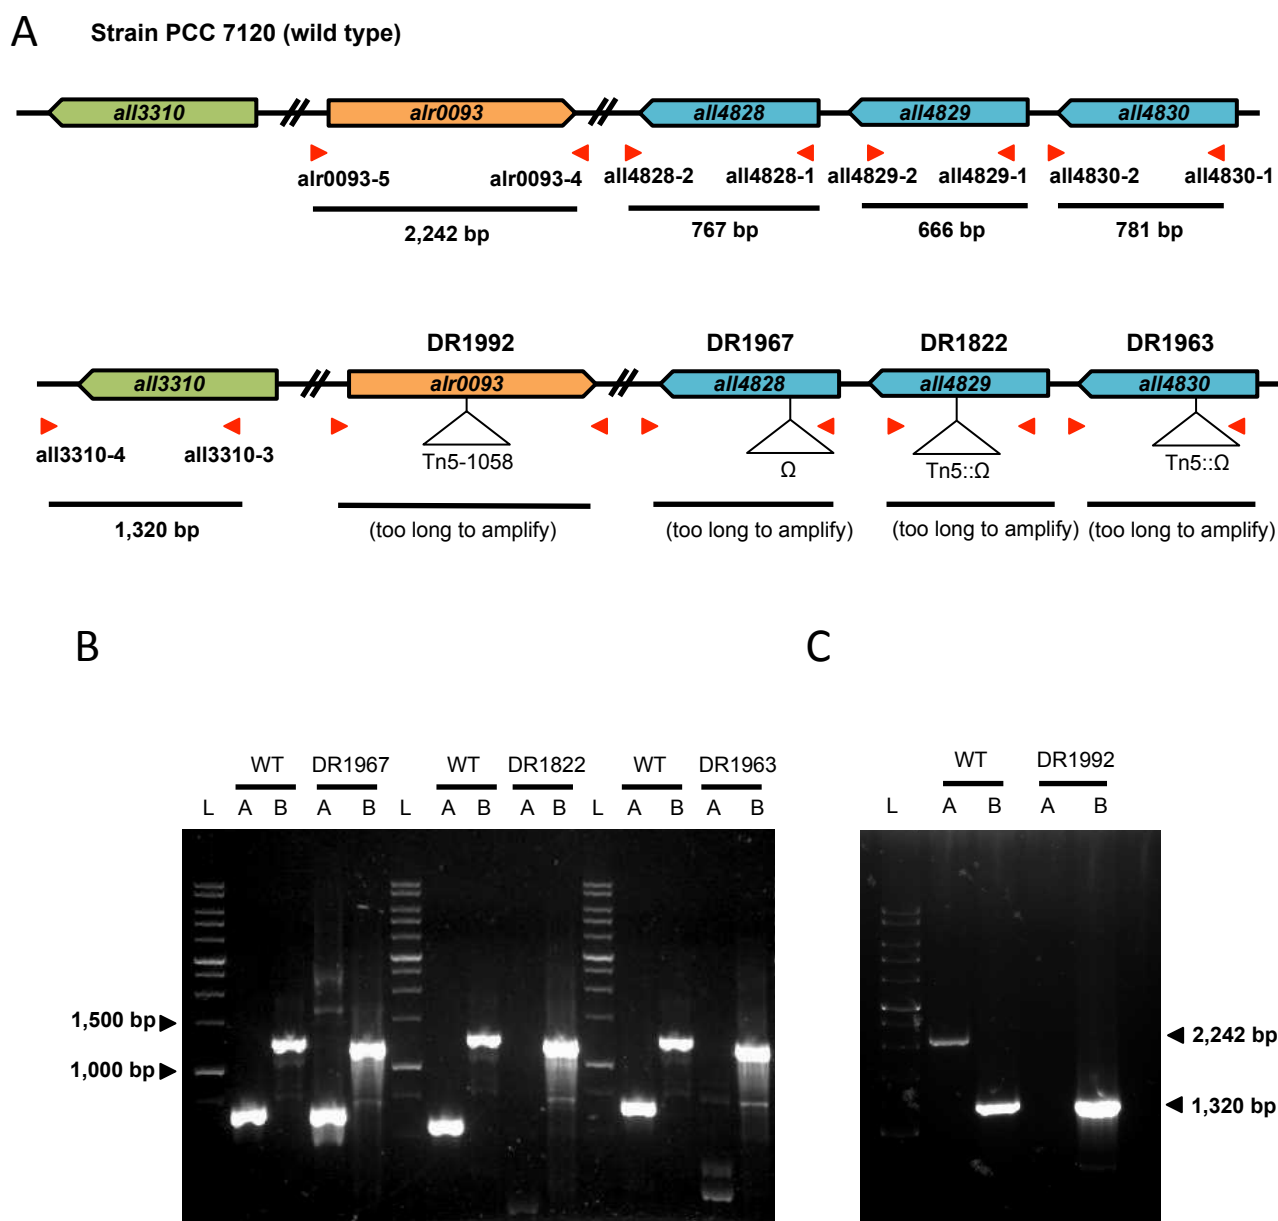 A Strain PCC 7120 (wild type)
all3310 alr0093 all4828 all4829 all4830
alr0093-5 alr0093-4 all4828-2 all4828-1 all4829-2 all4829-1 all4830-2 all4830-1
2,242 bp 767 bp 666 bp 781 bp
DR1992 DR1967 DR1822 DR1963
all3310 alr0093 all4828 all4829 all4830
all3310-4 all3310-3 Tn5-1058 Ω Tn5::Ω Tn5::Ω
1,320 bp (too long to amplify) (too long to amplify) (too long to amplify) (too long to amplify)
B
WT DR1967 WT DR1822 WT DR1963
L A B A B L A B A B L A B A B
1,500 bp
1,000 bp
C
WT DR1992
L A B A B
2,242 bp
1,320 bp